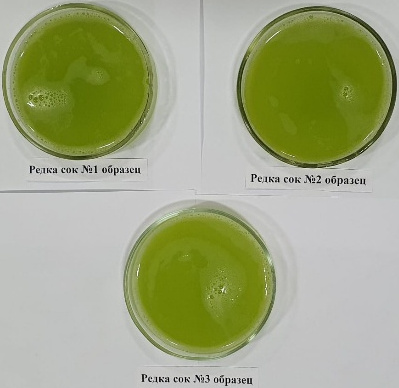 Редка сок №1 образец
Редка сок №2 образец
Редка сок №3 образец